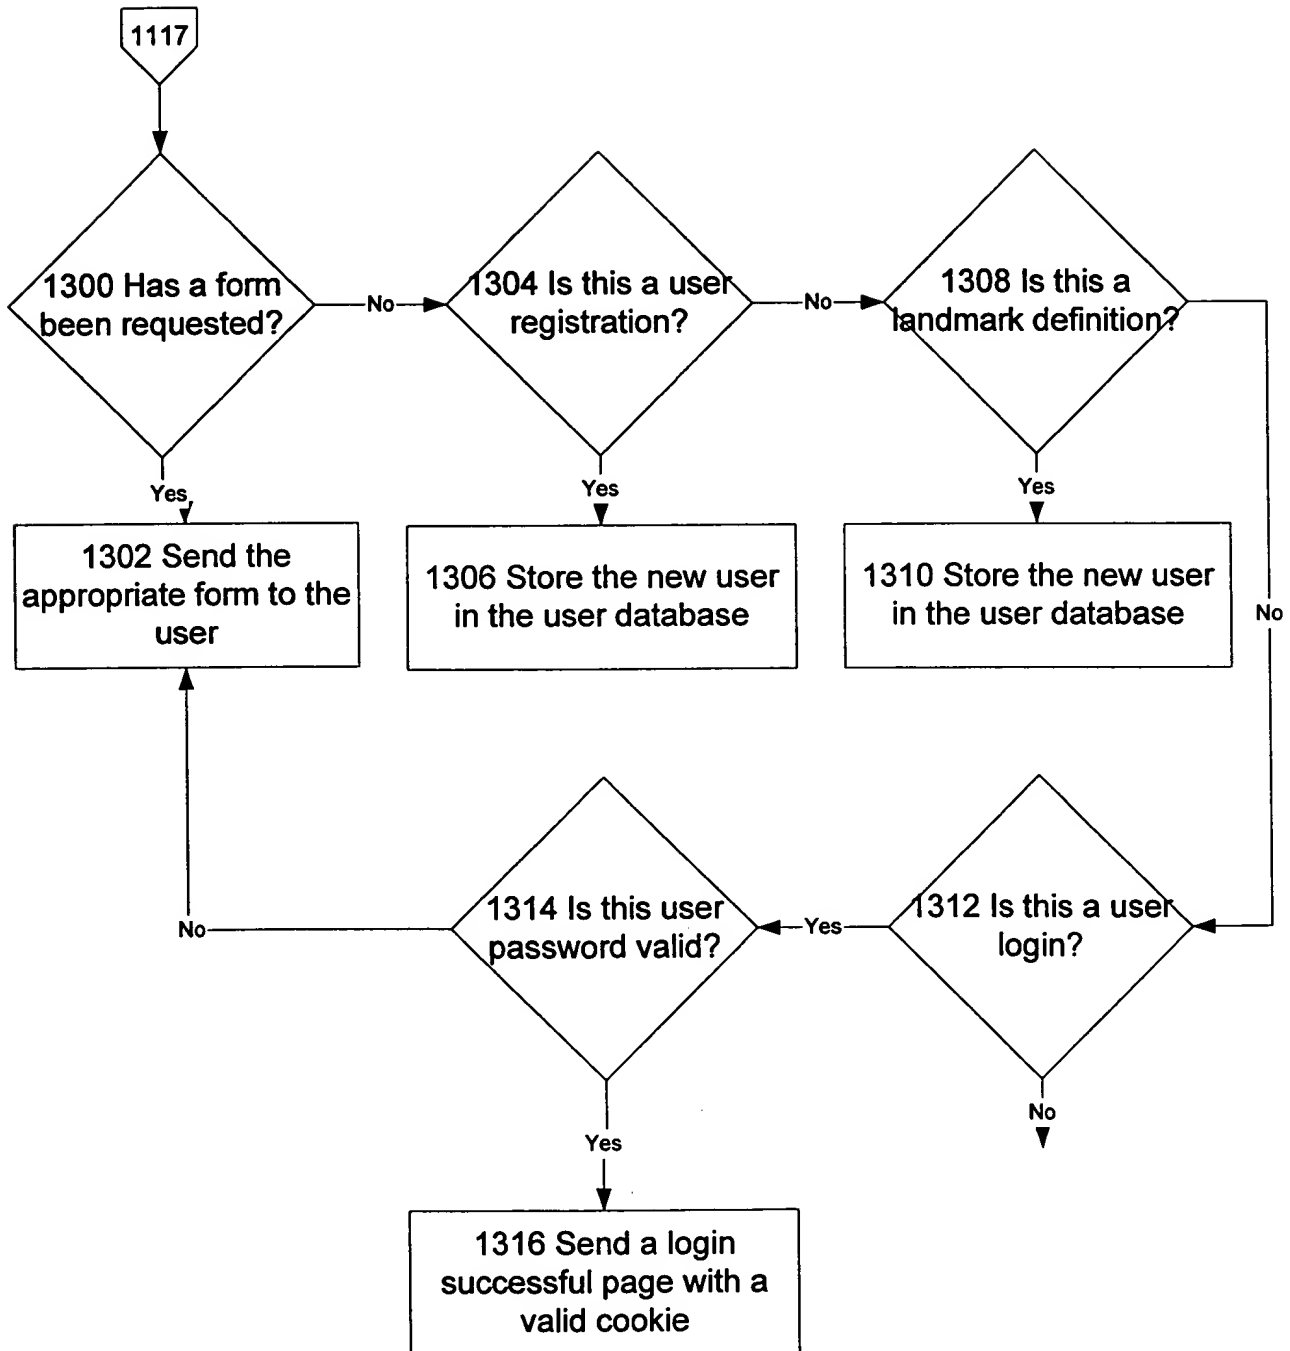 1117
1300 Has a form
been requested?
No
1304 Is this a user
registration?
No
1308 Is this a
landmark definition?
Yes
Yes
Yes
1302 Send the
appropriate form to the
user
1306 Store the new user
in the user database
1310 Store the new user
in the user database
No
1314 Is this user
password valid?
Yes
1312 Is this a user
login?
No
No
Yes
1316 Send a login
successful page with a
valid cookie